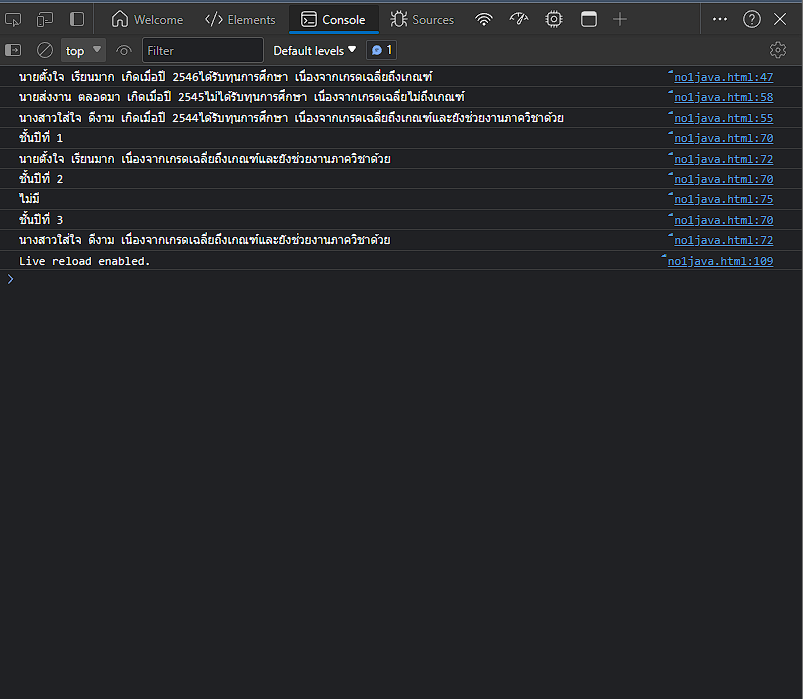 Welcome Elements Console Sources
top Filter Default levels 1
นายตั้งใจ เรียนมาก เกิดเมื่อปี 2546ได้รับทุนการศึกษา เนื่องจากเกรดเฉลี่ยถึงเกณฑ์ no1java.html:47
นายส่งงาน ตลอดมา เกิดเมื่อปี 2545ไม่ได้รับทุนการศึกษา เนื่องจากเกรดเฉลี่ยไม่ถึงเกณฑ์ no1java.html:58
นางสาวใส่ใจ ดีงาม เกิดเมื่อปี 2544ได้รับทุนการศึกษา เนื่องจากเกรดเฉลี่ยถึงเกณฑ์และยังช่วยงานภาควิชาด้วย no1java.html:55
ชั้นปีที่ 1 no1java.html:70
นายตั้งใจ เรียนมาก เนื่องจากเกรดเฉลี่ยถึงเกณฑ์และยังช่วยงานภาควิชาด้วย no1java.html:72
ชั้นปีที่ 2 no1java.html:70
ไม่มี no1java.html:75
ชั้นปีที่ 3 no1java.html:70
นางสาวใส่ใจ ดีงาม เนื่องจากเกรดเฉลี่ยถึงเกณฑ์และยังช่วยงานภาควิชาด้วย no1java.html:72
Live reload enabled. no1java.html:109